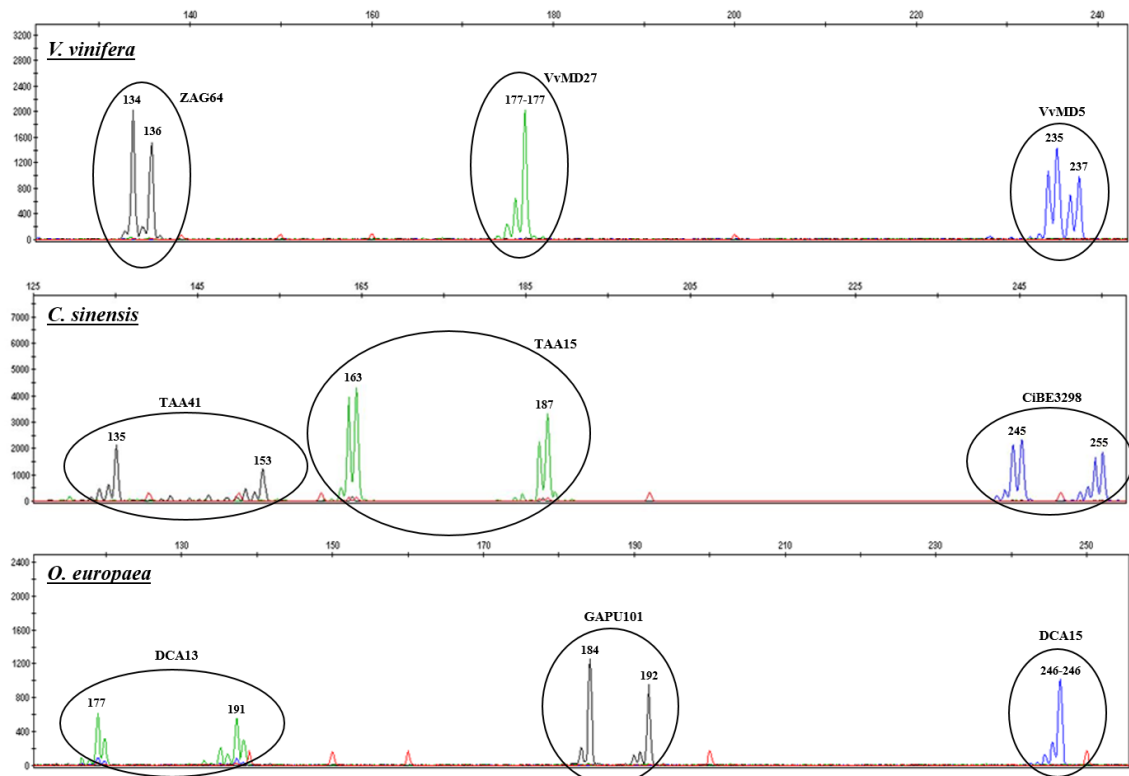 140 160 180 200 220 240
3200
V. vinifera
2800
VvMD27
2400
134 ZAG64 177-177
2000
VvMD5
136 235
1600
1200
237
800
400
0
125 145 165 185 205 225 245
7000
C. sinensis
6000
TAA15
5000
163
4000
TAA41 187 CiBE3298
3000
135 245 255
2000
153
1000
0
130 150 170 190 210 230 250
2400
O. europaea
2000
GAPU101
1600
DCA13 184 DCA15
192 246-246
1200
177 191
800
400
0